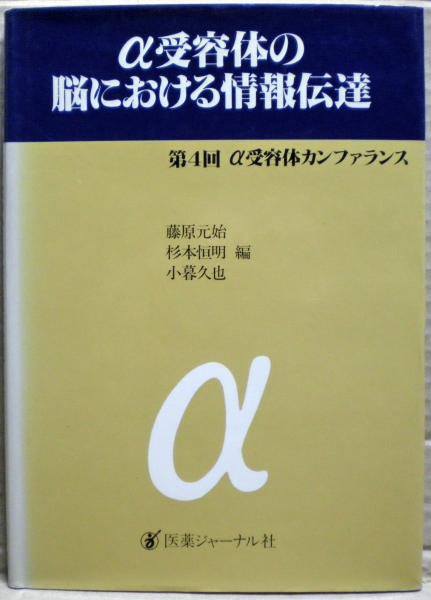 α受容体の
脳における情報伝達
第4回 α受容体カンファランス
藤原元始
杉本恒明 編
小暮久也
α
医薬ジャーナル社